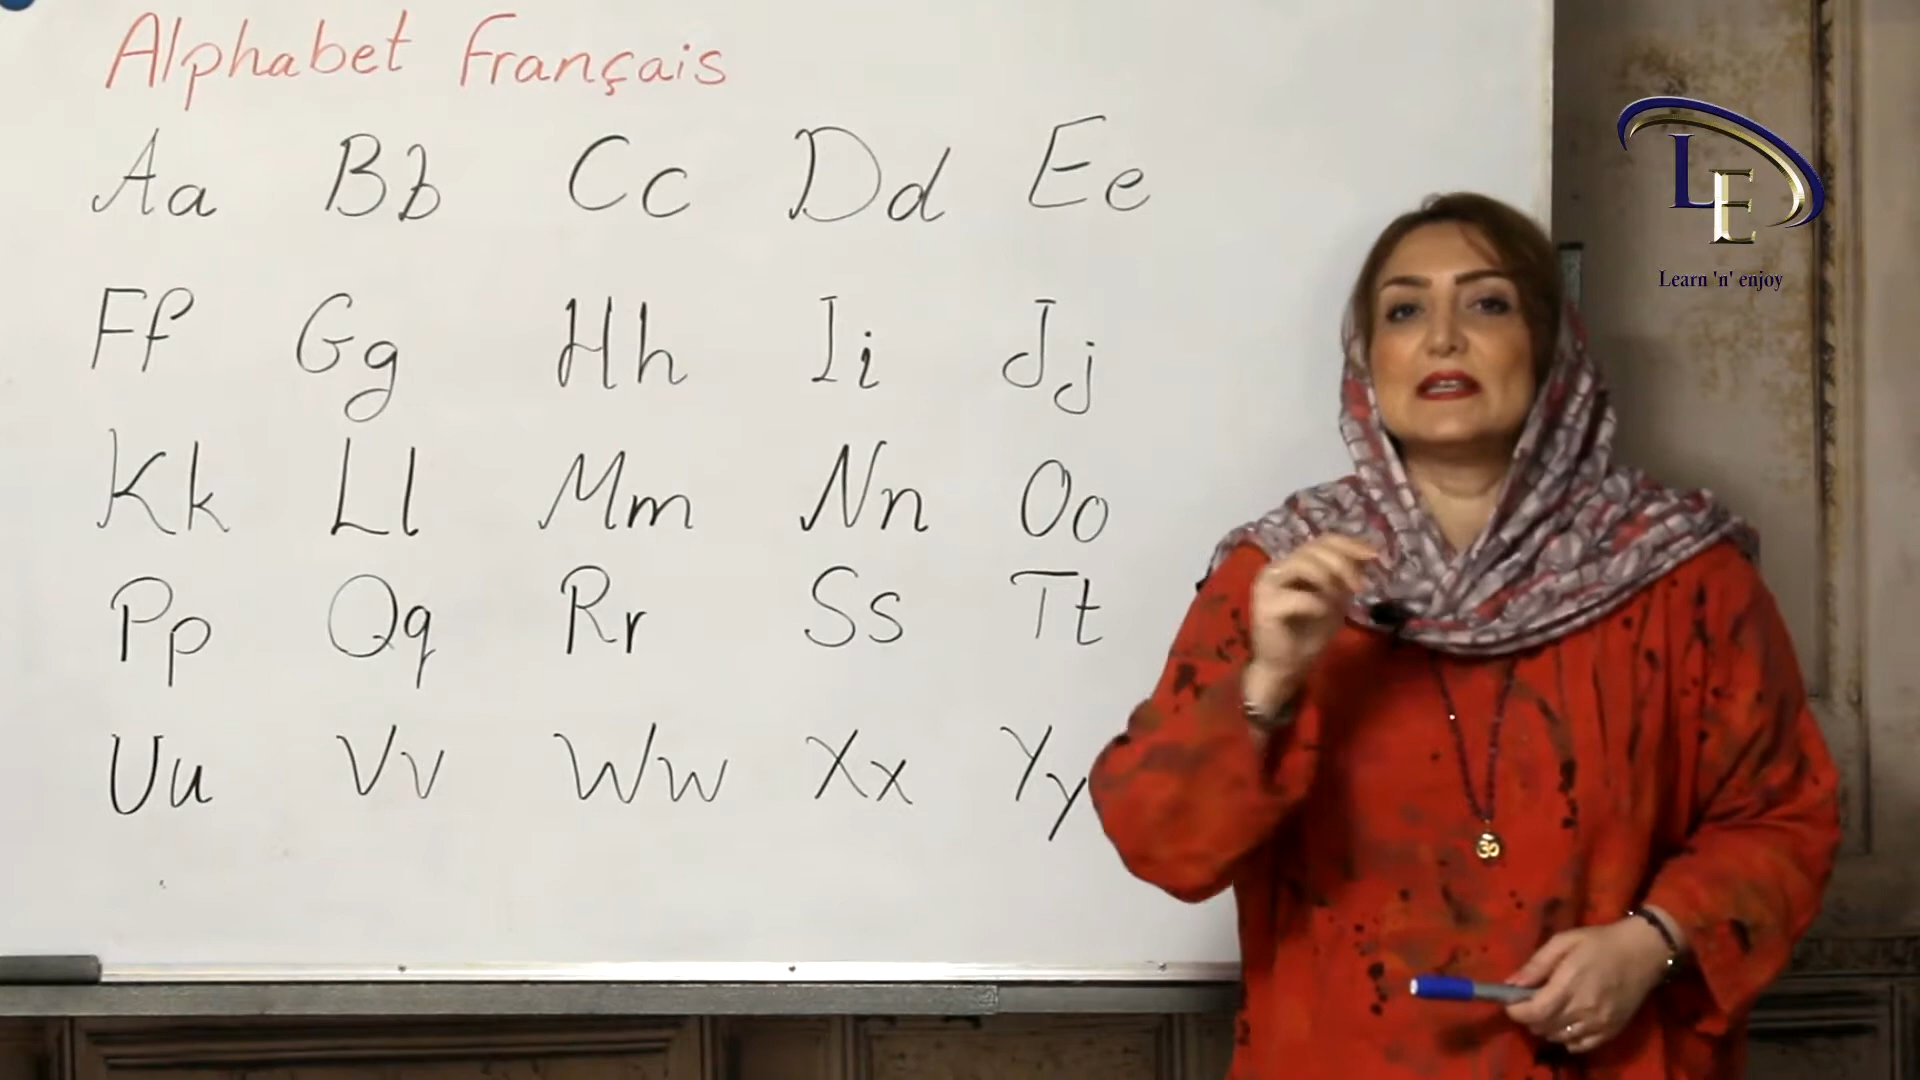 Alphabet Français
Aa Bb Cc Dd Ee
Ff Gg Hh Ii Jj
Kk Ll Mm Nn Oo
Pp Qq Rr Ss Tt
Uu Vv Ww Xx Yy
LE
Learn 'n' enjoy